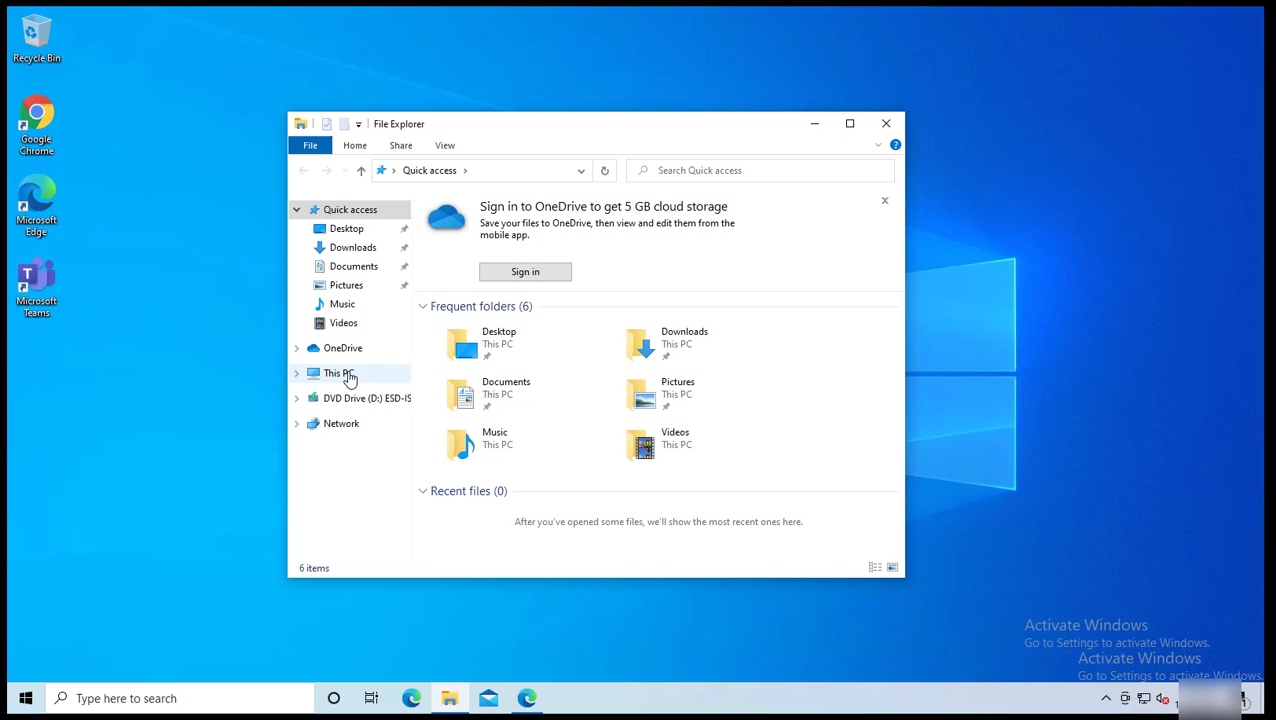 Recycle Bin
Google
Chrome
Microsoft
Edge
Microsoft
Teams
File Explorer
File Home Share View
Quick access
Search Quick access
Quick access
Desktop
Downloads
Documents
Pictures
Music
Videos
OneDrive
This PC
DVD Drive (D:) ESD-IS
Network
Sign in to OneDrive to get 5 GB cloud storage
Save your files to OneDrive, then view and edit them from the
mobile app.
Sign in
Frequent folders (6)
Desktop
This PC
Downloads
This PC
Documents
This PC
Pictures
This PC
Music
This PC
Videos
This PC
Recent files (0)
After you've opened some files, we'll show the most recent ones here.
6 items
Activate Windows
Go to Settings to activate Windows.
Activate Windows
Go to Settings to activate Windows.
Type here to search